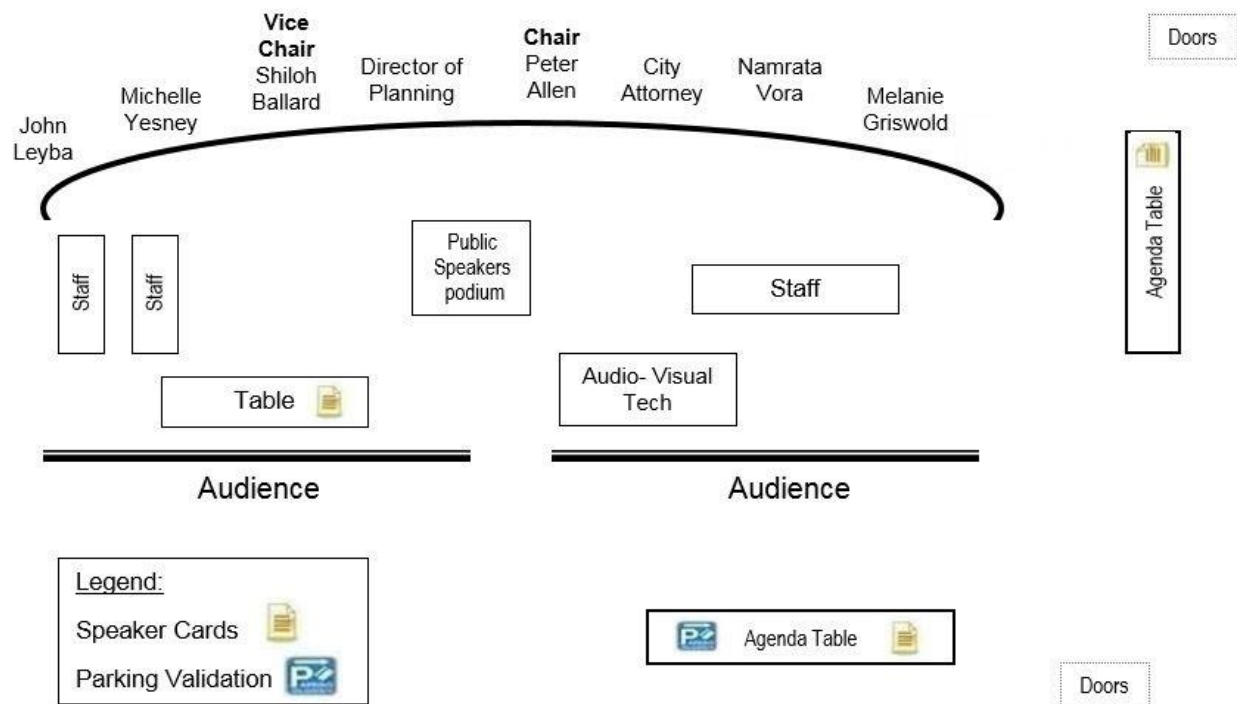 Vice
Chair
Shiloh
Ballard
Chair
Peter
Allen
Doors
Director of
Planning
City
Attorney
Namrata
Vora
Michelle
Yesney
Melanie
Griswold
John
Leyba
Agenda Table
Staff
Staff
Public
Speakers
podium
Staff
Table
Audio- Visual
Tech
Audience
Audience
Legend:
Speaker Cards
Parking Validation
Agenda Table
Doors